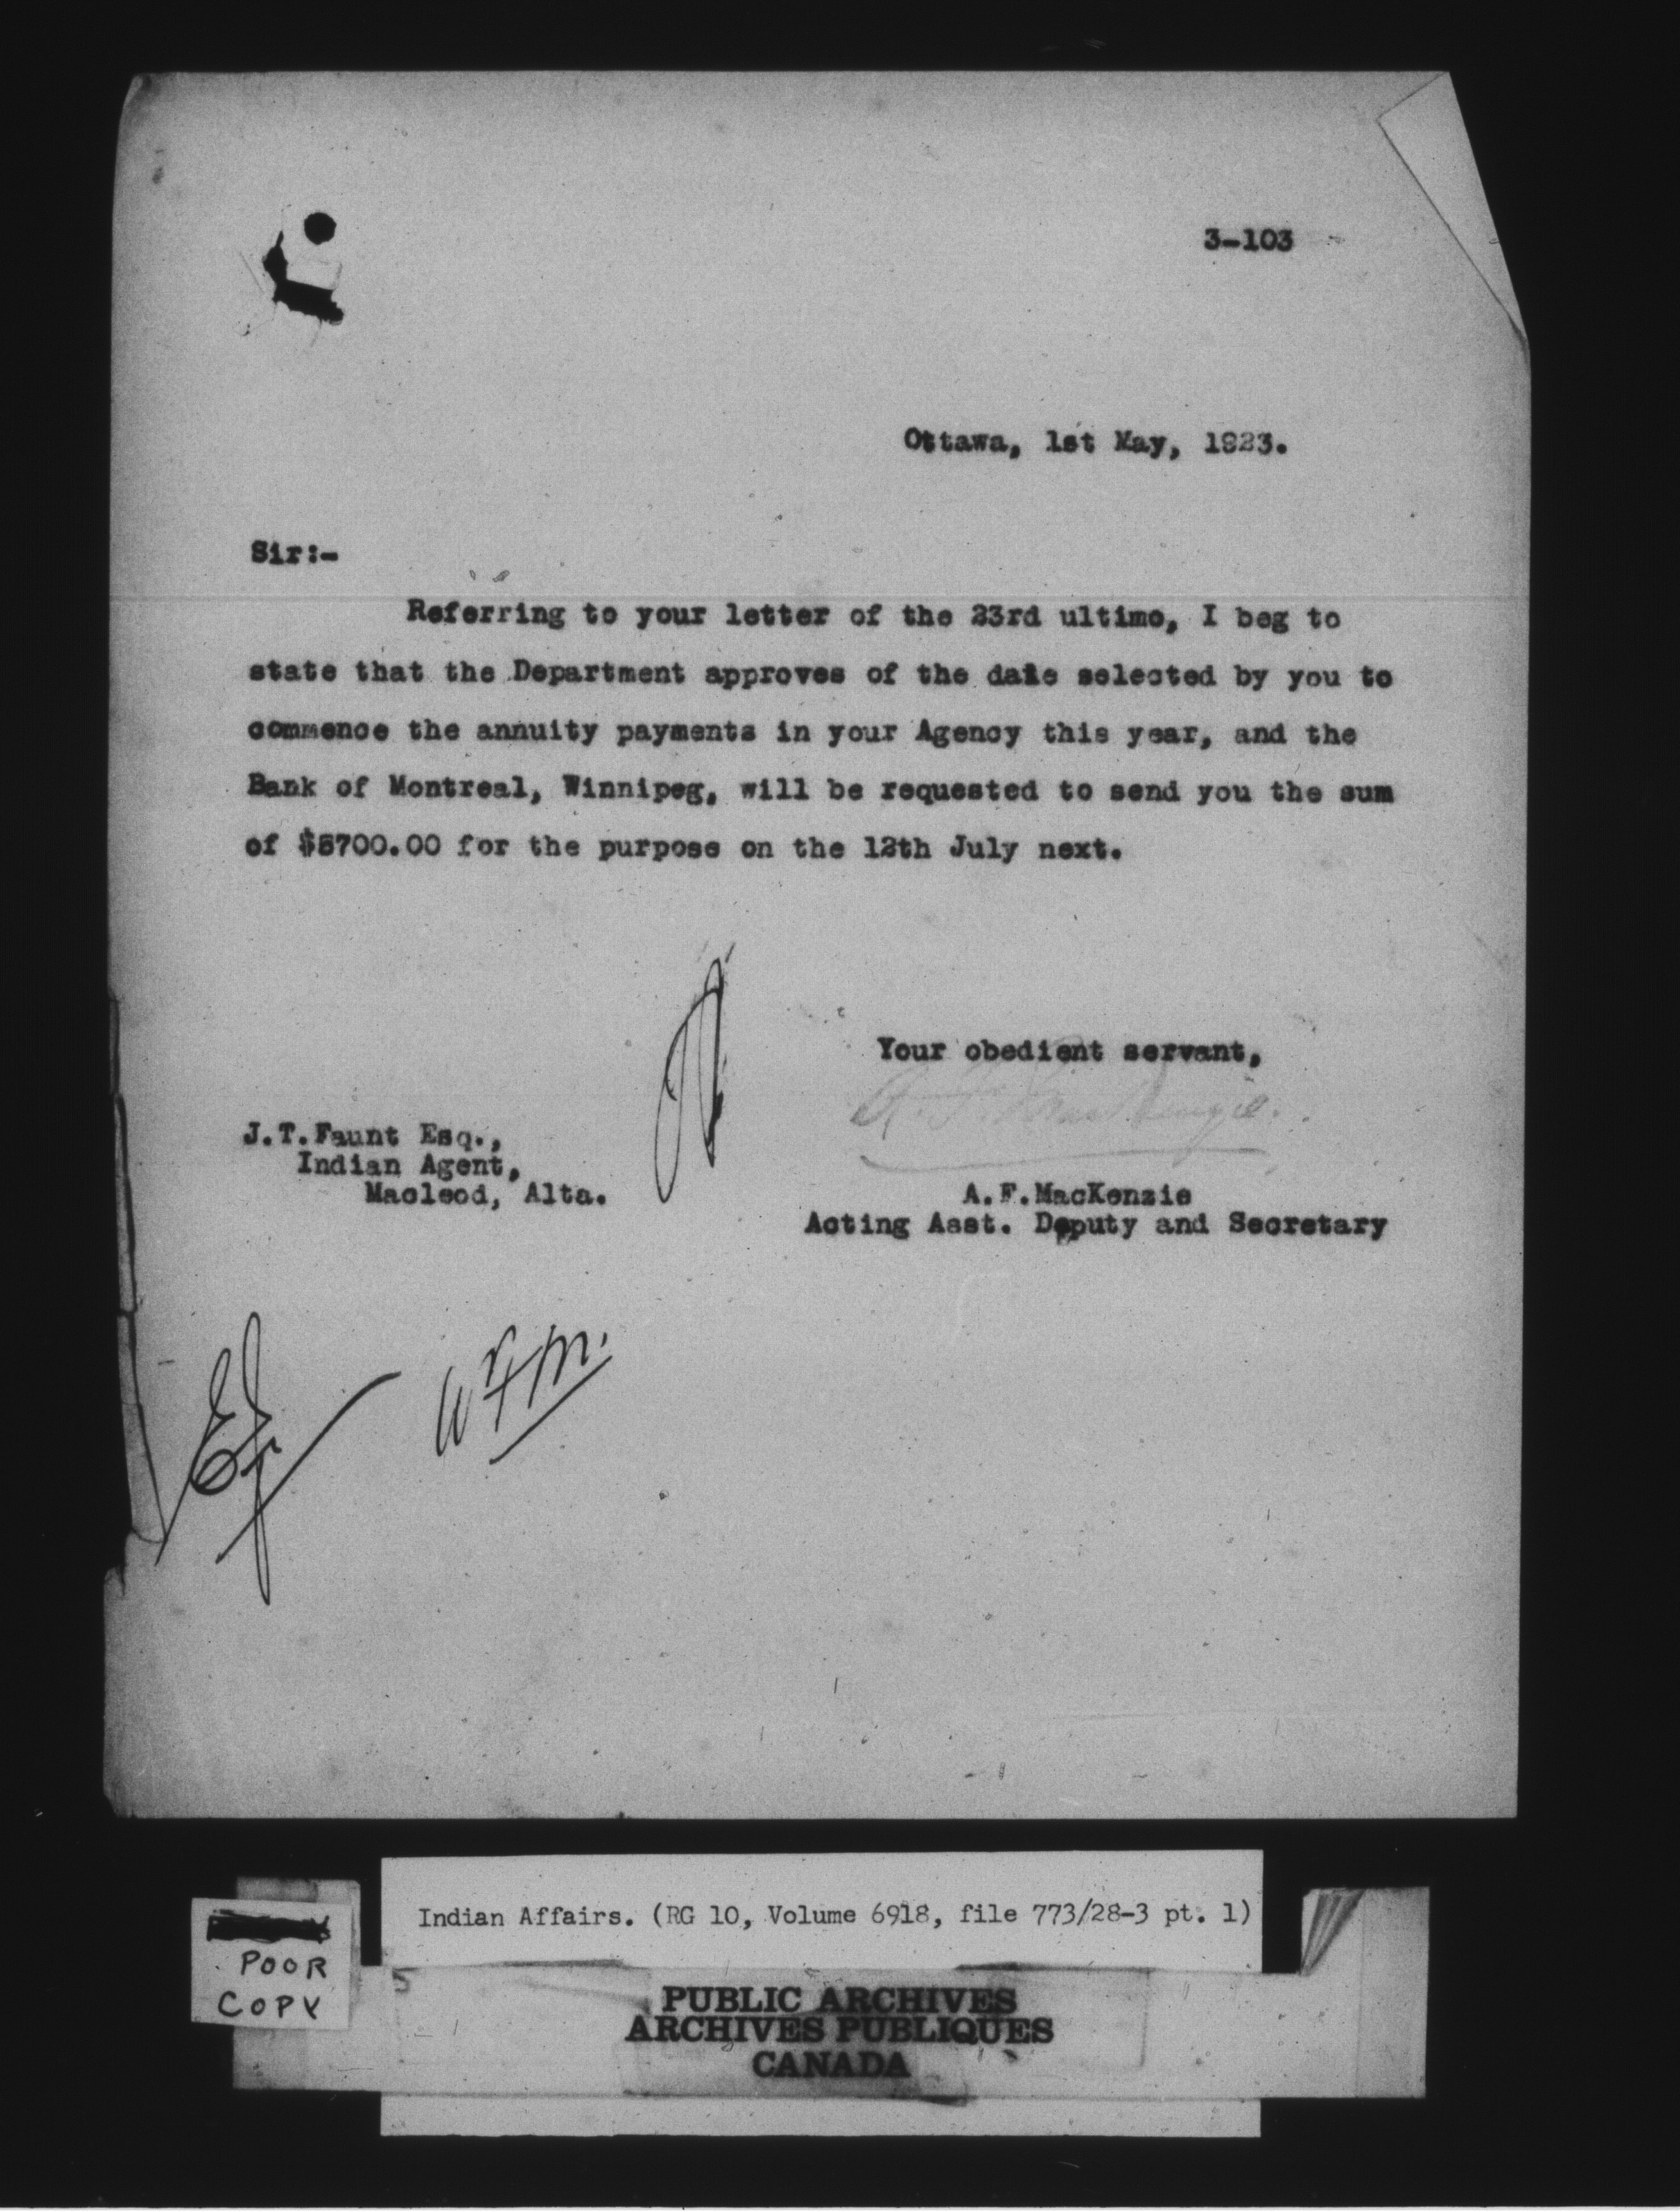 3-103
Ottawa, 1st May, 1923.
Sir:-
Referring to your letter of the 23rd ultimo, I beg to
state that the Department approves of the date selected by you to
commence the annuity payments in your Agency this year, and the
Bank of Montreal, Winnipeg, will be requested to send you the sum
of $5700.00 for the purpose on the 12th July next.
Your obedient servant,
A. F. MacKenzie.
J.T.Faunt Esq.,
Indian Agent,
Macleod, Alta.
A.F.MacKenzie
Acting Asst. Deputy and Secretary
Indian Affairs. (RG 10, Volume 6918, file 773/28-3 pt. 1)
POOR
COPY
PUBLIC ARCHIVES
ARCHIVES PUBLIQUES
CANADA